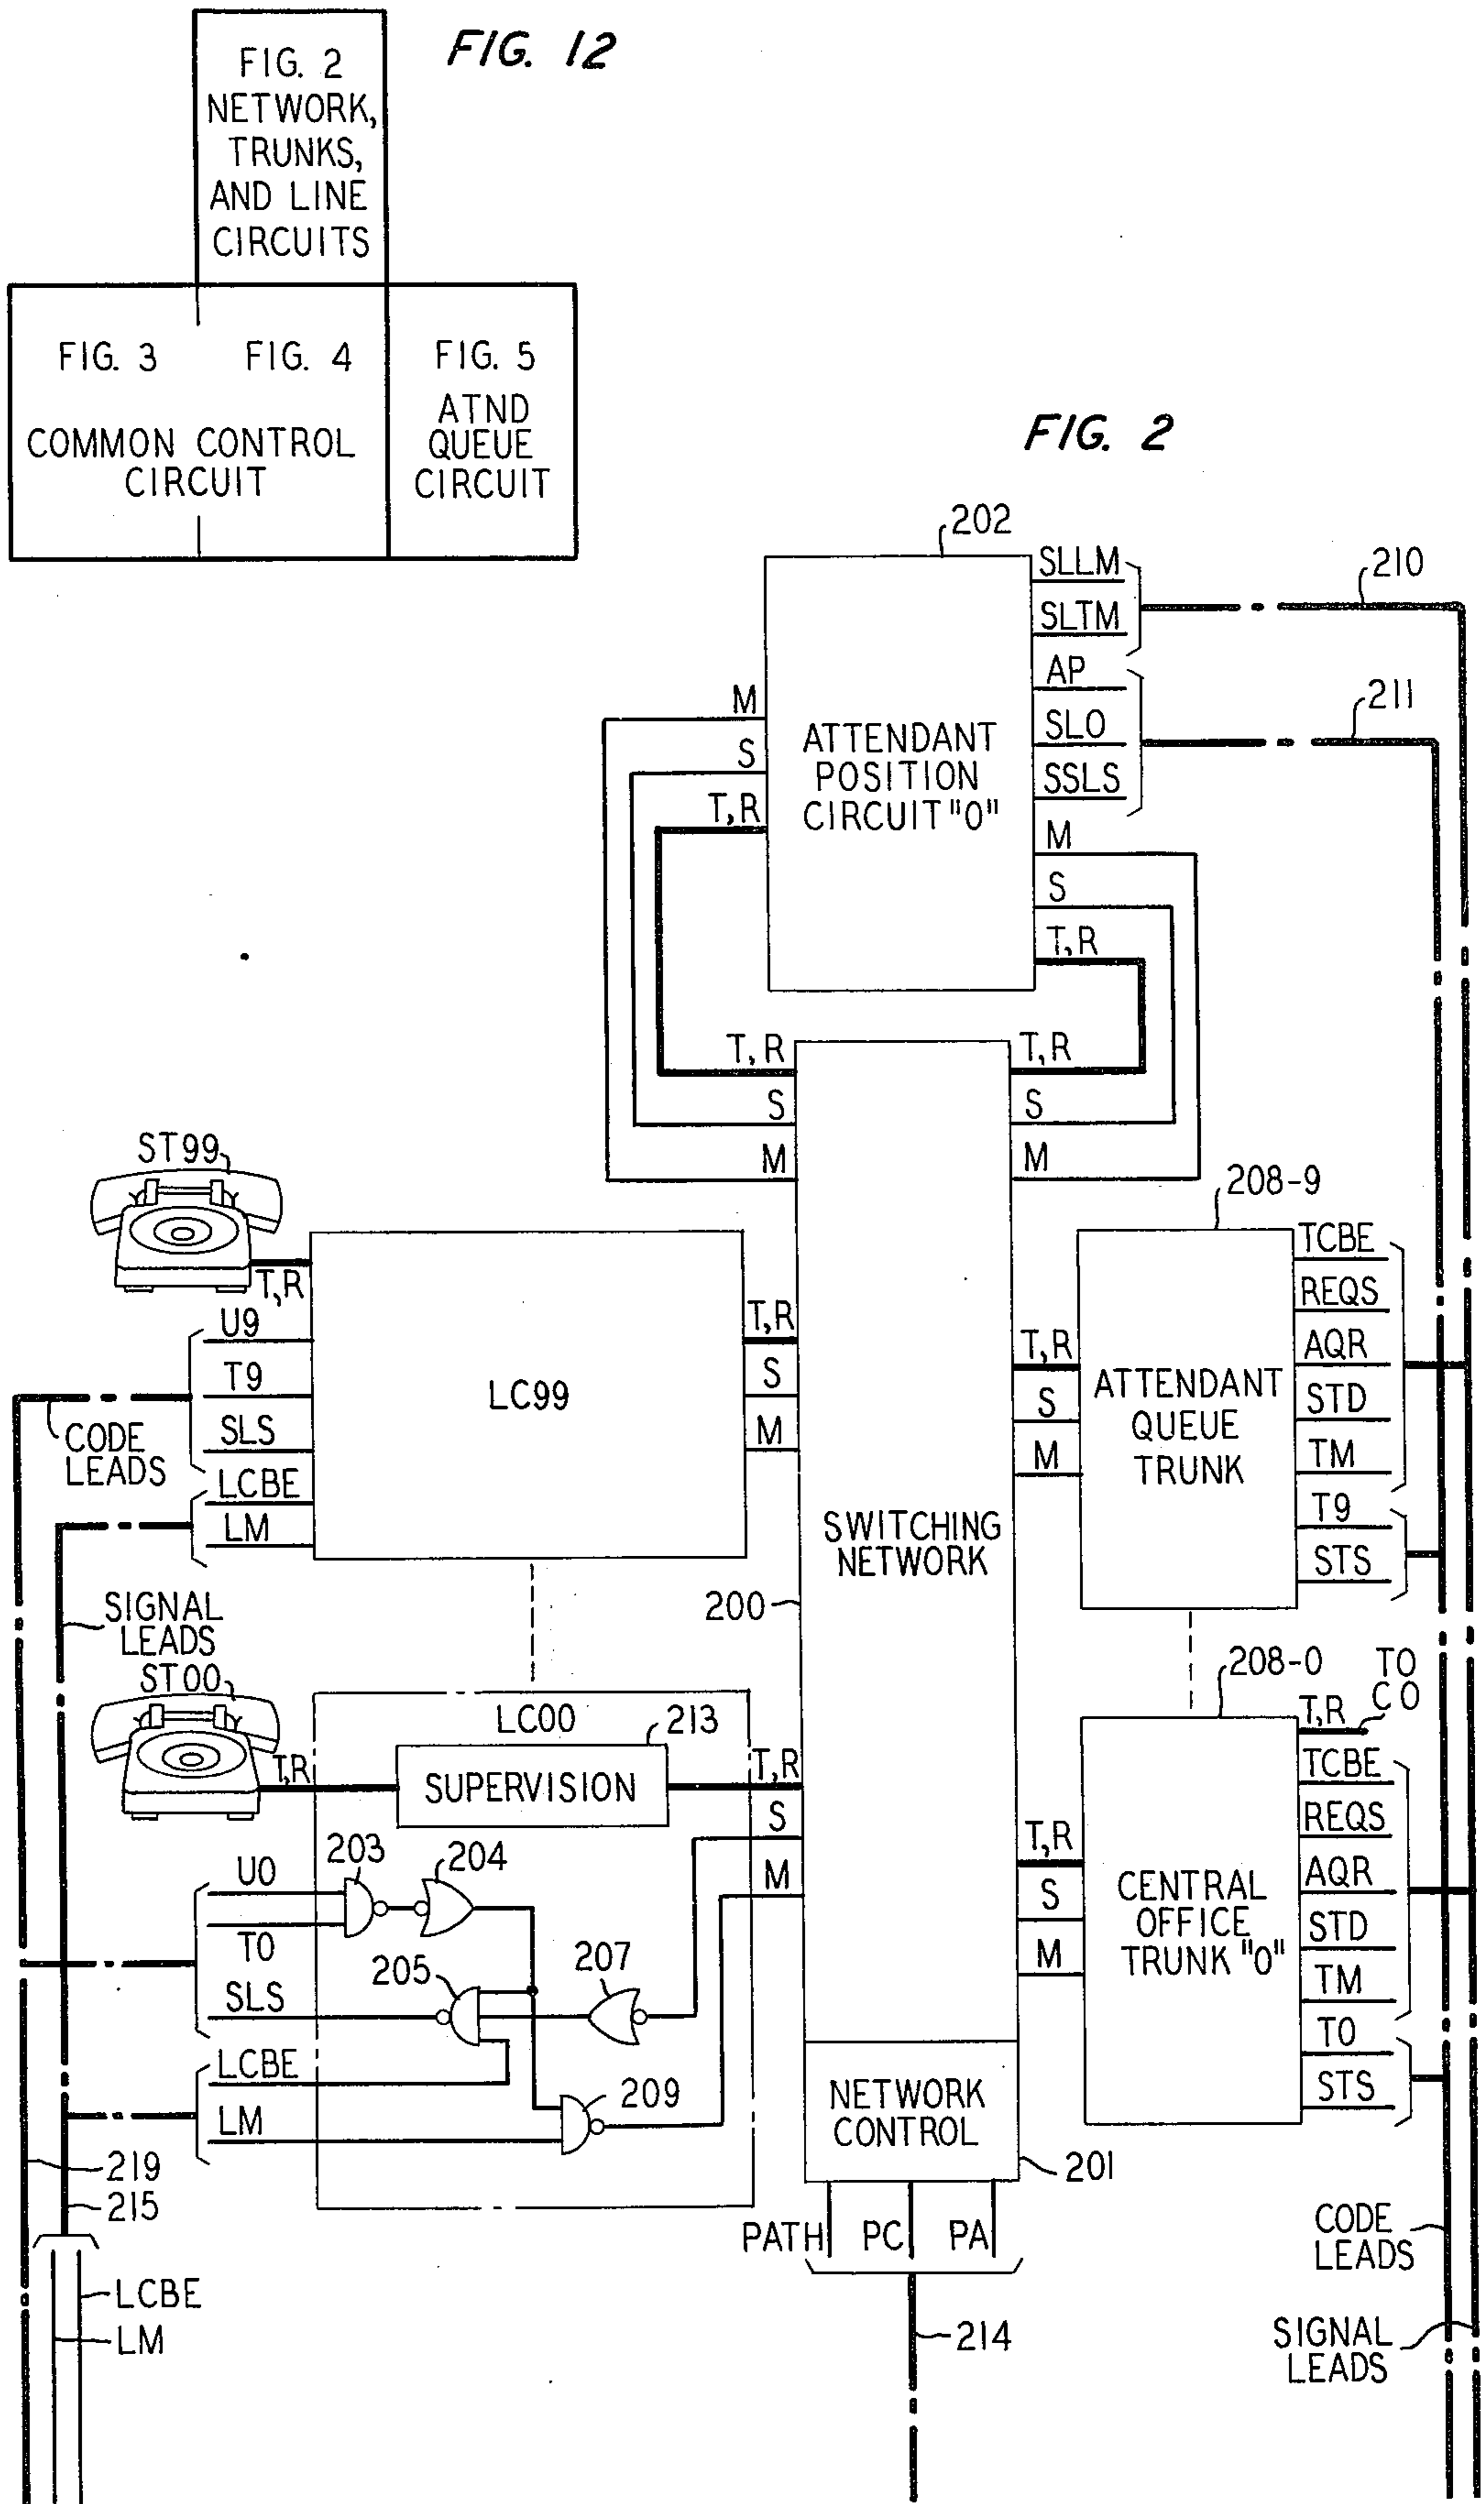 FIG. 12
FIG. 2
NETWORK,
TRUNKS,
AND LINE
CIRCUITS
FIG. 3
FIG. 4
COMMON CONTROL
CIRCUIT
FIG. 5
ATND
QUEUE
CIRCUIT
FIG. 2
202
SLLM
SLTM
210
AP
SLO
SSLS
211
M
S
T,R
ATTENDANT
POSITION
CIRCUIT "0"
M
S
T,R
T,R
S
M
T,R
S
M
ST99
T,R
U9
T9
SLS
CODE
LEADS
LCBE
LM
SIGNAL
LEADS
LC99
T,R
S
M
SWITCHING
NETWORK
200
208-9
T,R
S
M
ATTENDANT
QUEUE
TRUNK
TCBE
REQS
AQR
STD
TM
T9
STS
ST00
T,R
LC00
213
SUPERVISION
T,R
S
M
203
204
U0
T0
SLS
205
207
LCBE
LM
209
219
215
LCBE
LM
208-0
TO
CO
T,R
TCBE
REQS
AQR
STD
TM
T0
STS
T,R
S
M
CENTRAL
OFFICE
TRUNK "0"
NETWORK
CONTROL
201
PATH
PC
PA
214
CODE
LEADS
SIGNAL
LEADS